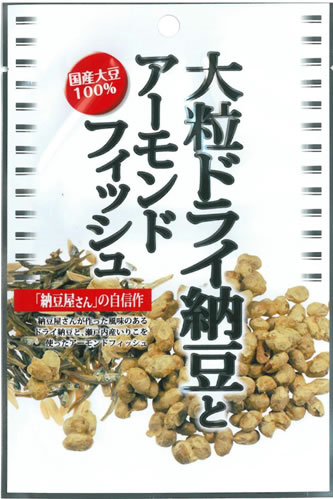 大粒ドライ納豆と
アーモンド
フィッシュ
国産大豆
100%
「納豆屋さん」の自信作
納豆屋さんが作った風味のある
ドライ納豆と、瀬戸内産いりこを
使ったアーモンドフィッシュ